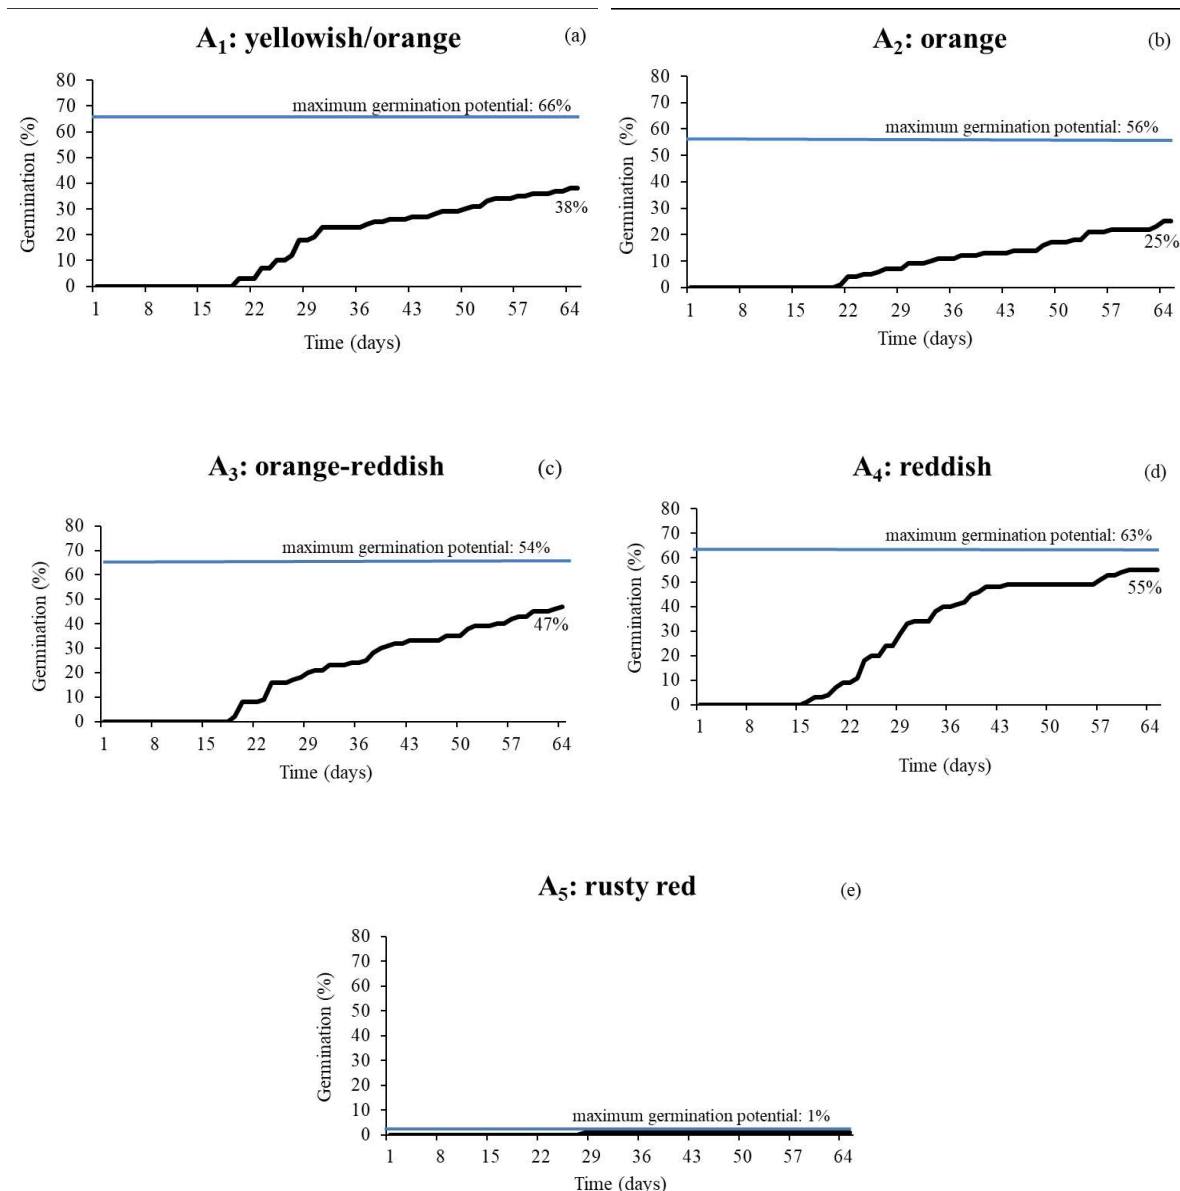 A₁: yellowish/orange
(a)
80
70
60
50
40
30
20
10
0
Germination (%)
maximum germination potential: 66%
38%
1 8 15 22 29 36 43 50 57 64
Time (days)
A₂: orange
(b)
80
70
60
50
40
30
20
10
0
Germination (%)
maximum germination potential: 56%
25%
1 8 15 22 29 36 43 50 57 64
Time (days)
A₃: orange-reddish
(c)
80
70
60
50
40
30
20
10
0
Germination (%)
maximum germination potential: 54%
47%
1 8 15 22 29 36 43 50 57 64
Time (days)
A₄: reddish
(d)
80
70
60
50
40
30
20
10
0
Germination (%)
maximum germination potential: 63%
55%
1 8 15 22 29 36 43 50 57 64
Time (days)
A₅: rusty red
(e)
80
70
60
50
40
30
20
10
0
Germination (%)
maximum germination potential: 1%
1 8 15 22 29 36 43 50 57 64
Time (days)